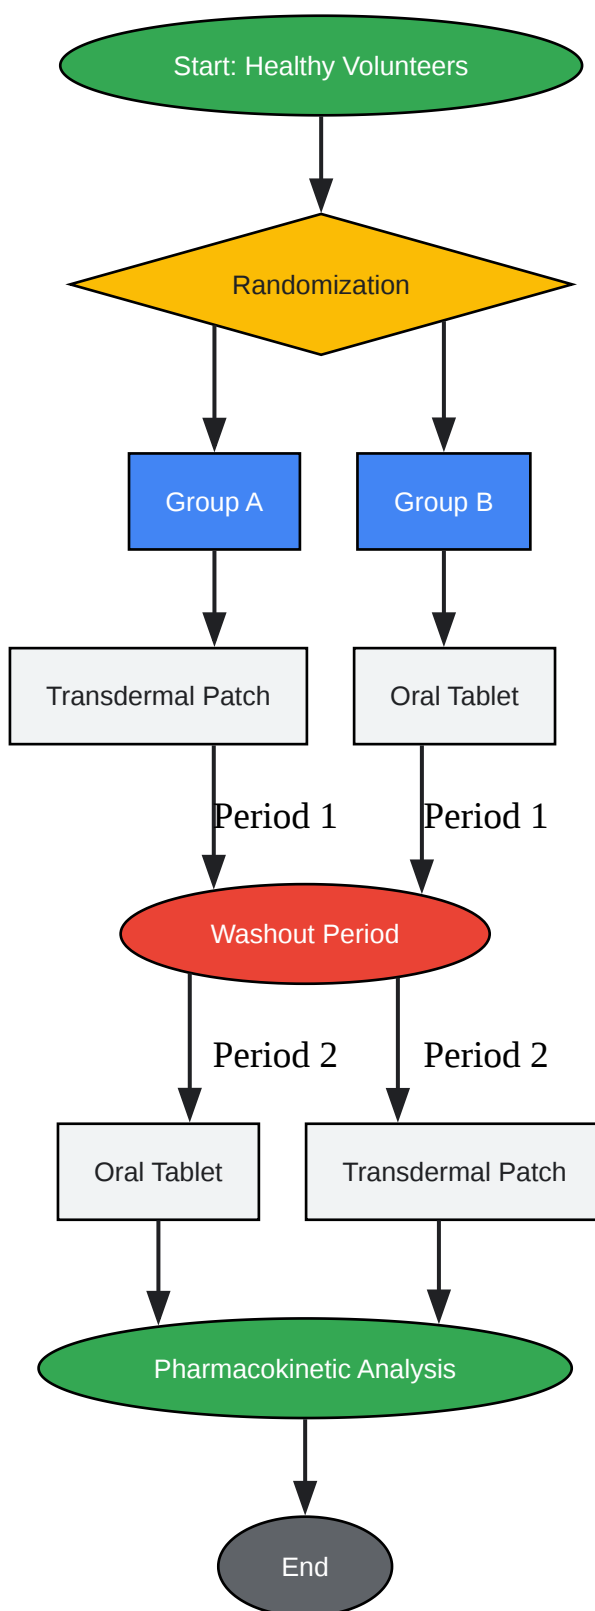 Start: Healthy Volunteers
Randomization
Group A
Group B
Transdermal Patch
Oral Tablet
Period 1
Period 1
Washout Period
Period 2
Period 2
Oral Tablet
Transdermal Patch
Pharmacokinetic Analysis
End